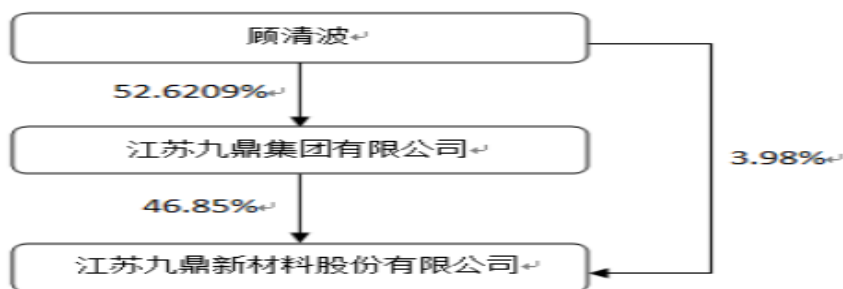 顾清波
52.6209%
江苏九鼎集团有限公司
3.98%
46.85%
江苏九鼎新材料股份有限公司